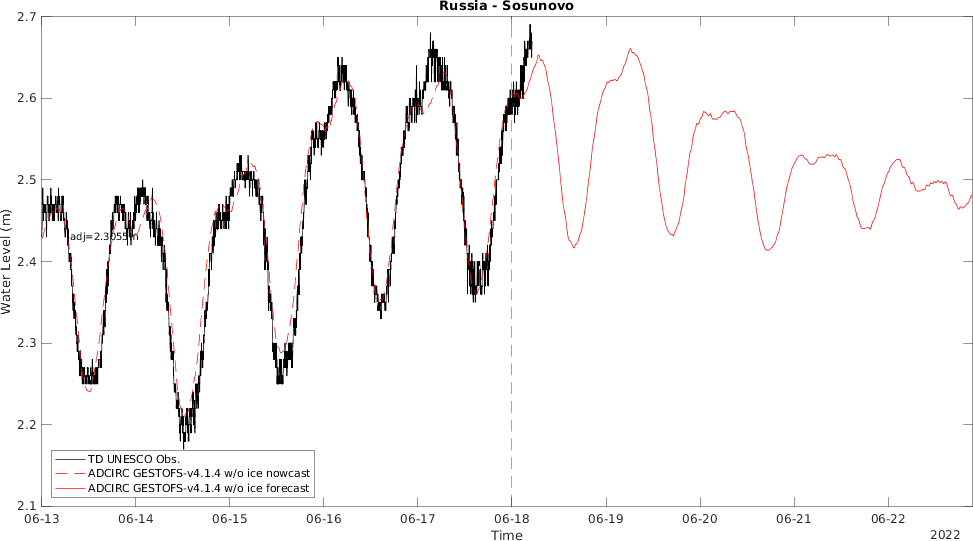 Russia - Sosunovo
2.7
2.6
2.5
2.4
2.3
2.2
2.1
Water Level (m)
adj=2.3055m
TD UNESCO Obs.
ADCIRC GESTOFS-v4.1.4 w/o ice nowcast
ADCIRC GESTOFS-v4.1.4 w/o ice forecast
06-13 06-14 06-15 06-16 06-17 06-18 06-19 06-20 06-21 06-22
Time
2022